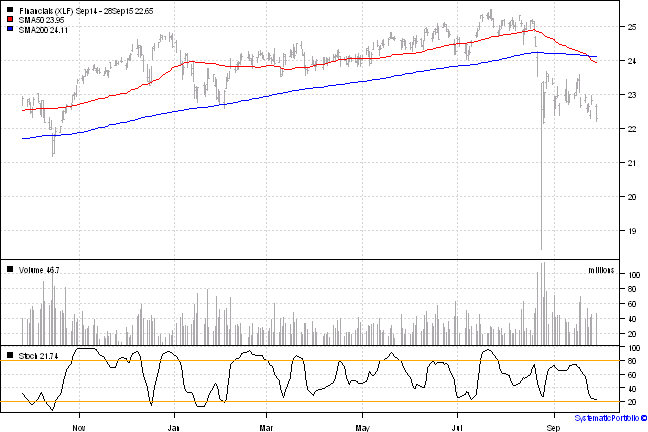 Financials (XLF) Sep14 - 28Sep15 22.65
SMA50 23.95
SMA200 24.11
25
24
23
22
21
20
19
Volume 46.7
millions
100
80
60
40
20
Stoch 21.74
100
80
60
40
20
Nov
Jan
Mar
May
Jul
Sep
SystematicPortfolio ©